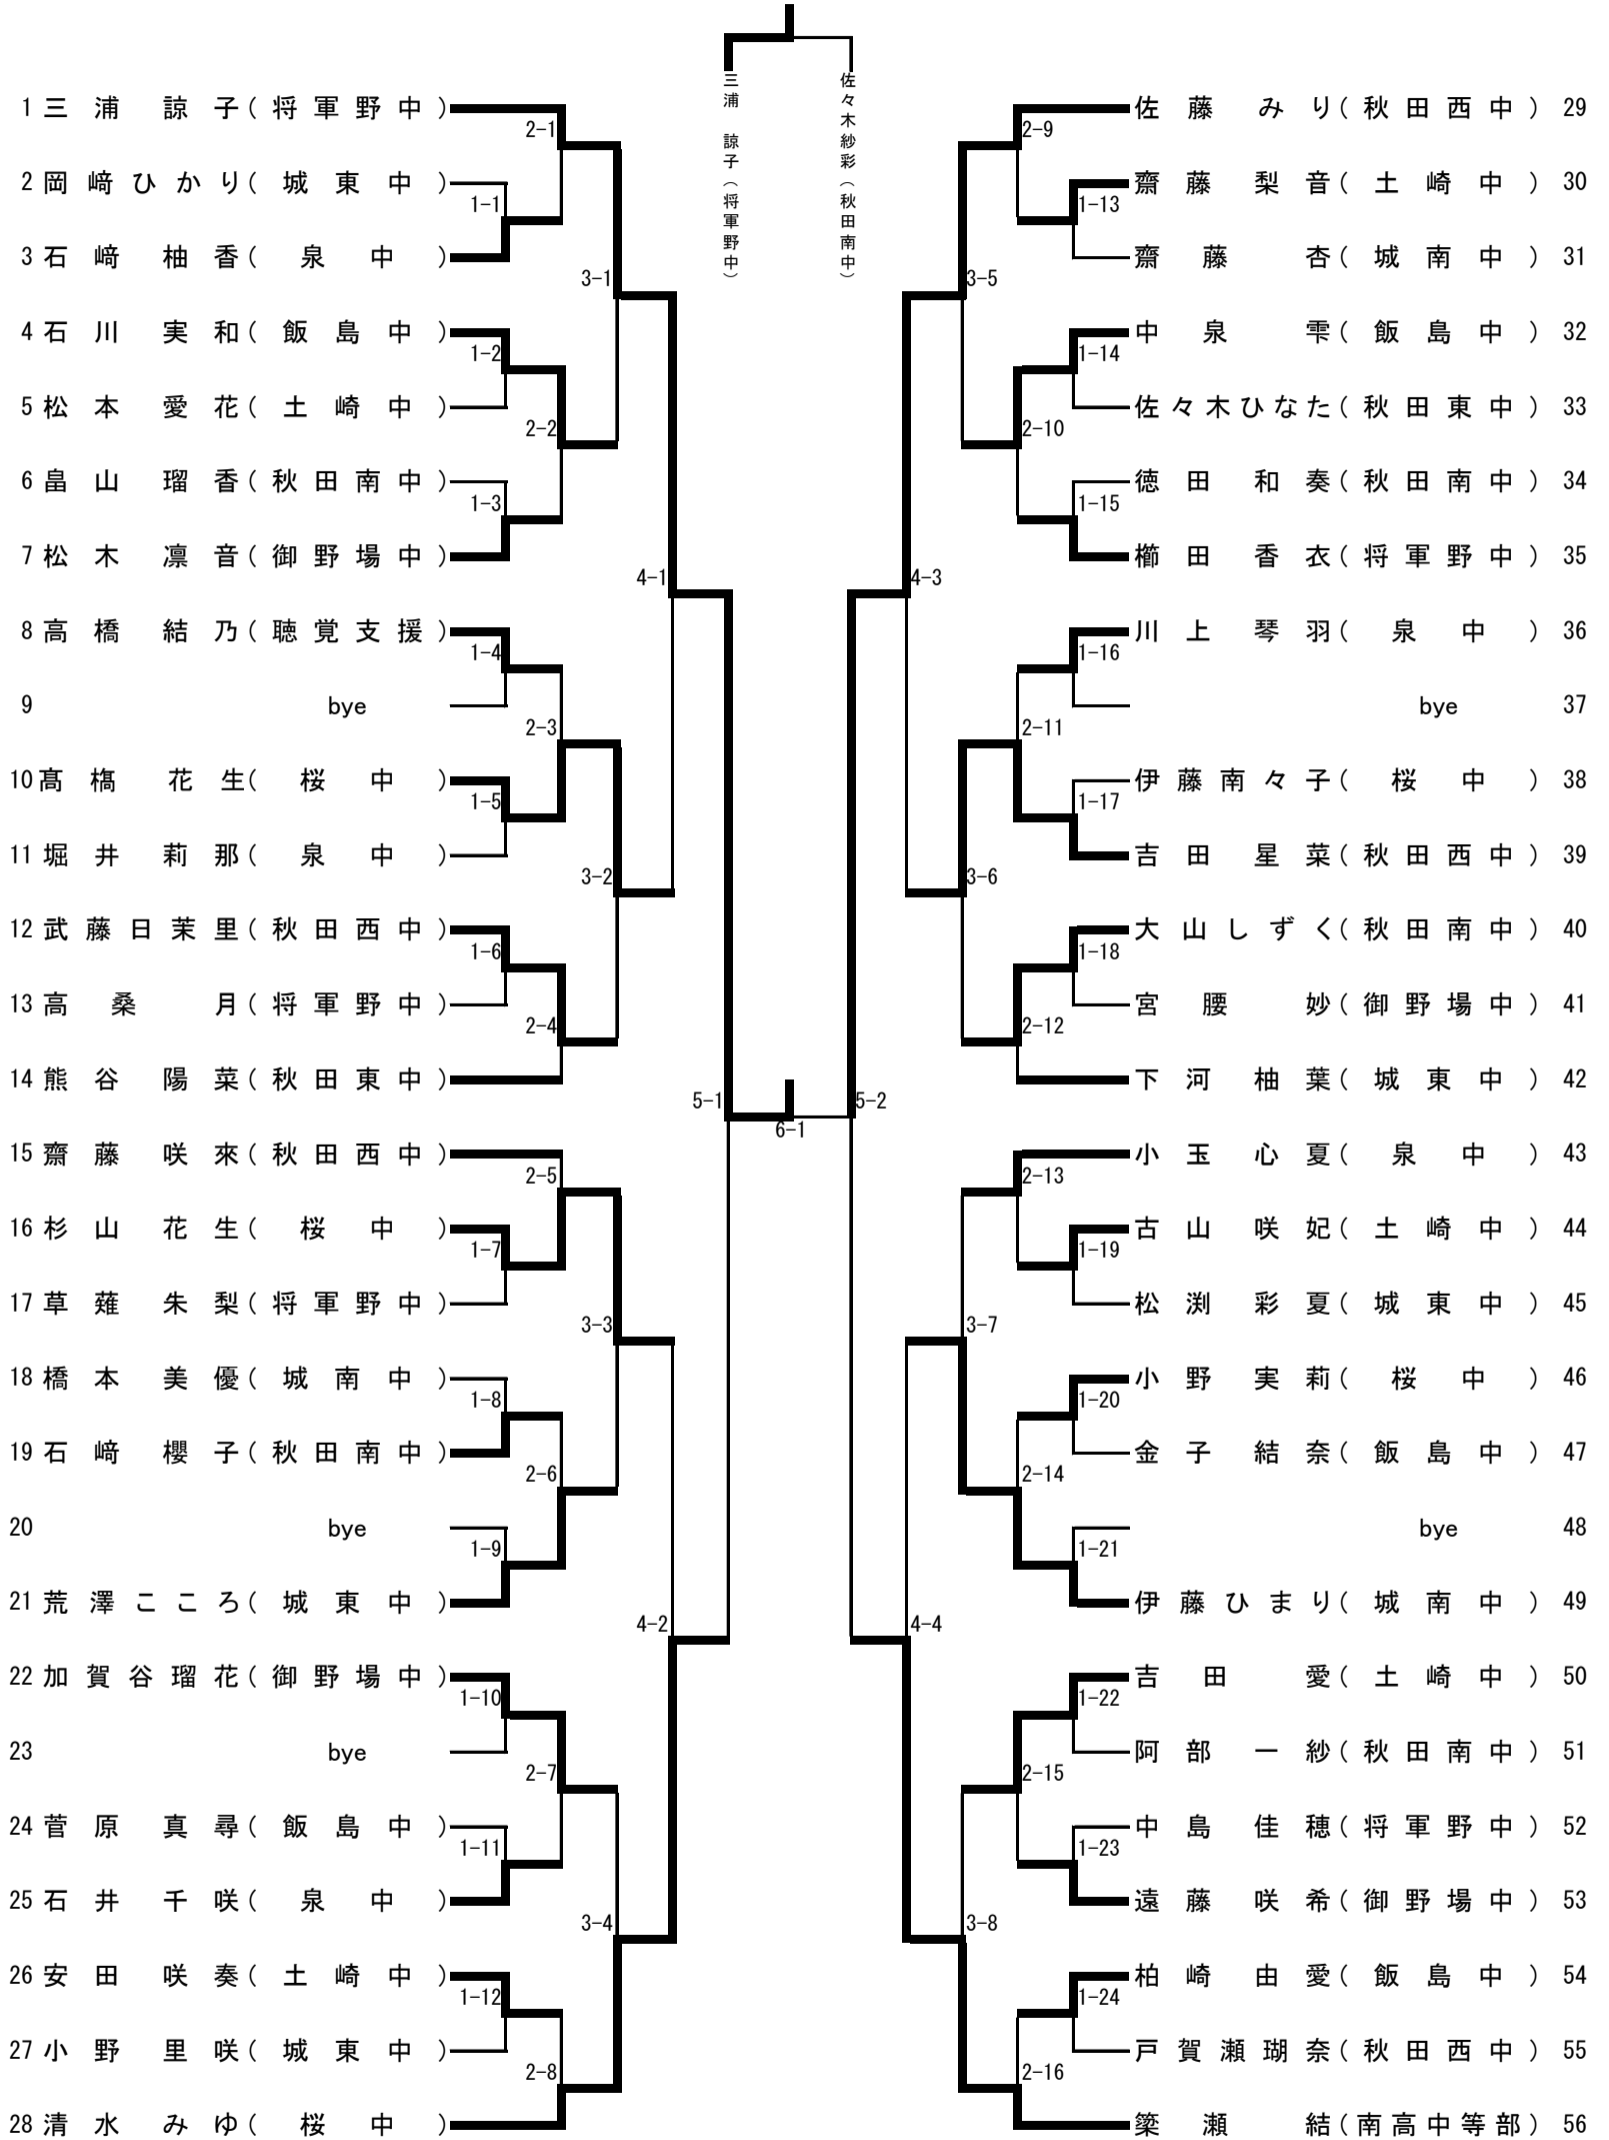 三浦 諒子（将軍野中）
佐々木紗彩（秋田南中）
1 三浦 諒子(将軍野中)
2-1
2 岡﨑ひかり(城東中)
1-1
3 石﨑 柚香(泉中)
3-1
4 石川 実和(飯島中)
1-2
5 松本 愛花(土崎中)
2-2
6 畠山 瑠香(秋田南中)
1-3
7 松木 凛音(御野場中)
4-1
8 高橋 結乃(聴覚支援)
1-4
9 bye
2-3
10 髙𣘺 花生(桜中)
1-5
11 堀井 莉那(泉中)
3-2
12 武藤日茉里(秋田西中)
1-6
13 高桑 月(将軍野中)
2-4
14 熊谷 陽菜(秋田東中)
5-1
6-1
15 齋藤 咲來(秋田西中)
2-5
16 杉山 花生(桜中)
1-7
17 草薙 朱梨(将軍野中)
3-3
18 橋本 美優(城南中)
1-8
19 石﨑 櫻子(秋田南中)
2-6
20 bye
1-9
21 荒澤こころ(城東中)
4-2
22 加賀谷瑠花(御野場中)
1-10
23 bye
2-7
24 菅原 真尋(飯島中)
1-11
25 石井 千咲(泉中)
3-4
26 安田 咲奏(土崎中)
1-12
27 小野 里咲(城東中)
2-8
28 清水 みゆ(桜中)
佐藤 みり(秋田西中) 29
2-9
齋藤 梨音(土崎中) 30
1-13
齋藤 杏(城南中) 31
3-5
中泉 雫(飯島中) 32
1-14
佐々木ひなた(秋田東中) 33
2-10
徳田 和奏(秋田南中) 34
1-15
櫛田 香衣(将軍野中) 35
4-3
川上 琴羽(泉中) 36
1-16
bye 37
2-11
伊藤南々子(桜中) 38
1-17
吉田 星菜(秋田西中) 39
3-6
大山しずく(秋田南中) 40
1-18
宮腰 妙(御野場中) 41
2-12
下河 柚葉(城東中) 42
5-2
小玉 心夏(泉中) 43
2-13
古山 咲妃(土崎中) 44
1-19
松渕 彩夏(城東中) 45
3-7
小野 実莉(桜中) 46
1-20
金子 結奈(飯島中) 47
2-14
bye 48
1-21
伊藤ひまり(城南中) 49
4-4
吉田 愛(土崎中) 50
1-22
阿部 一紗(秋田南中) 51
2-15
中島 佳穂(将軍野中) 52
1-23
遠藤 咲希(御野場中) 53
3-8
柏崎 由愛(飯島中) 54
1-24
戸賀瀬瑚奈(秋田西中) 55
2-16
簗瀬 結(南高中等部) 56